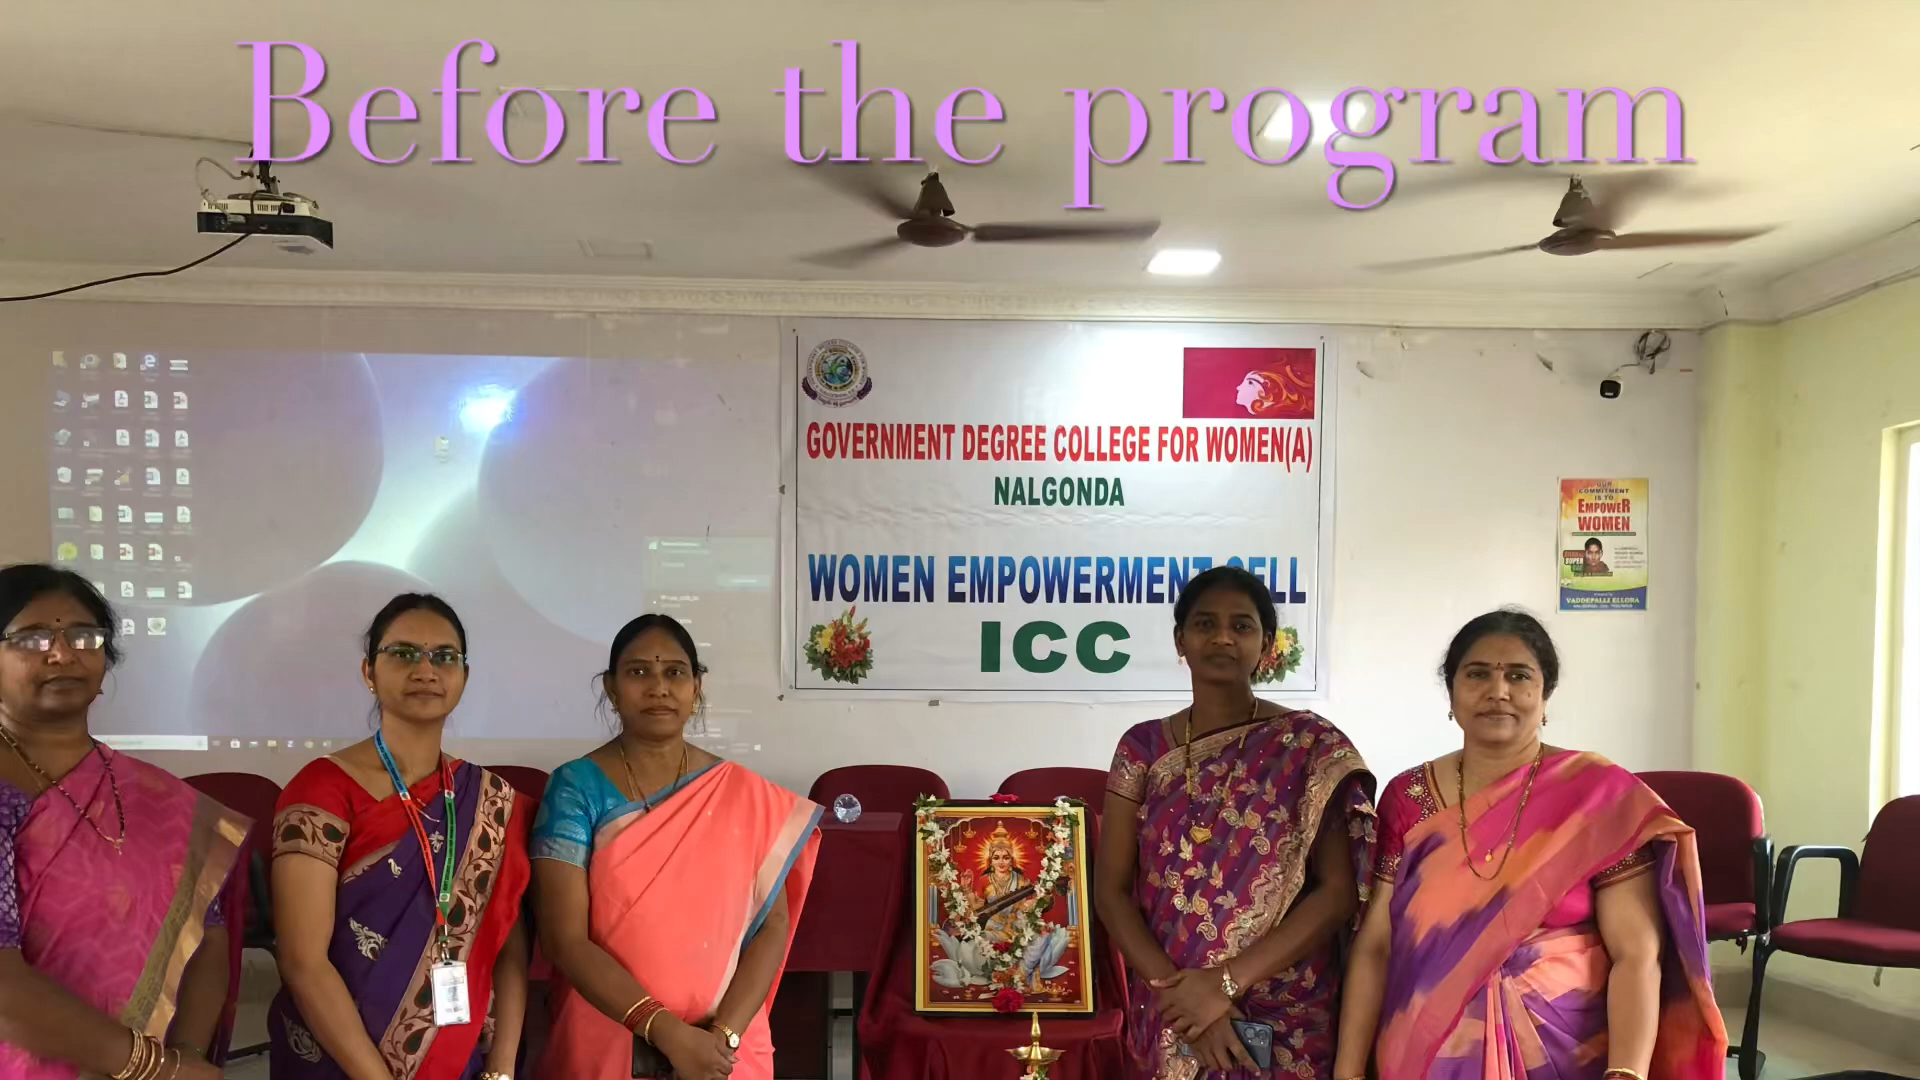 Before the program
GOVERNMENT DEGREE COLLEGE FOR WOMEN(A)
NALGONDA
WOMEN EMPOWERMENT CELL
ICC
OUR
COMMITMENT
IS TO
EMPOWER
WOMEN
VADDEPALLI ELLORA